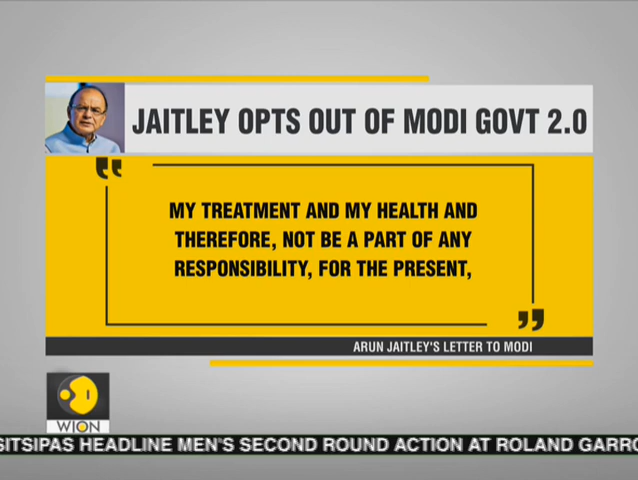 JAITLEY OPTS OUT OF MODI GOVT 2.0
MY TREATMENT AND MY HEALTH AND
THEREFORE, NOT BE A PART OF ANY
RESPONSIBILITY, FOR THE PRESENT,
ARUN JAITLEY'S LETTER TO MODI
WION
SITSIPAS HEADLINE MEN'S SECOND ROUND ACTION AT ROLAND GARRO